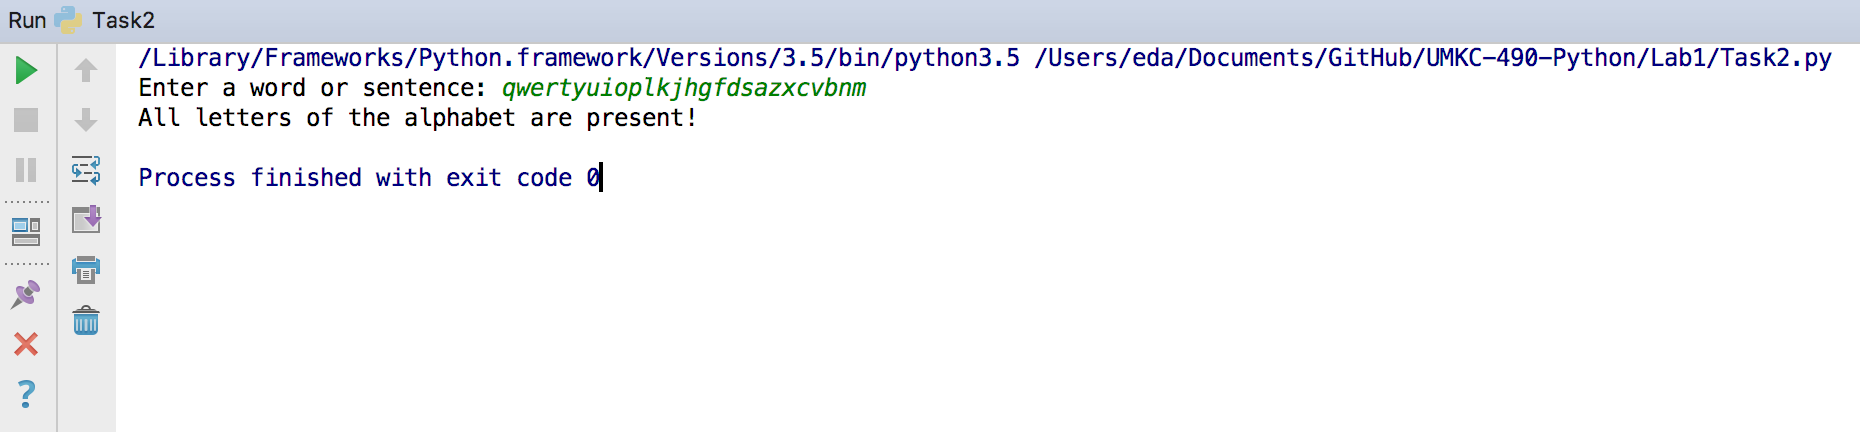 Run Task2
/Library/Frameworks/Python.framework/Versions/3.5/bin/python3.5 /Users/eda/Documents/GitHub/UMKC-490-Python/Lab1/Task2.py
Enter a word or sentence: qwertyuioplkjhgfdsazxcvbnm
All letters of the alphabet are present!
Process finished with exit code 0
?